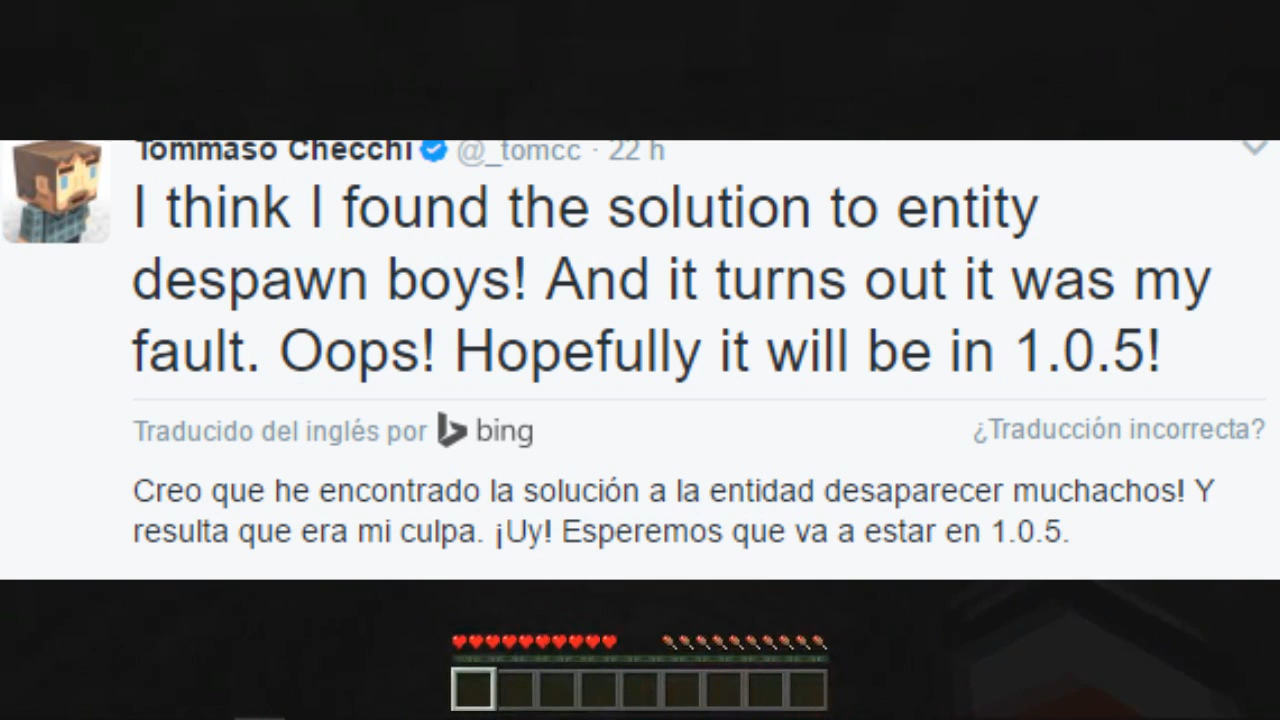 Tommaso Checchi @_tomcc · 22 h
I think I found the solution to entity
despawn boys! And it turns out it was my
fault. Oops! Hopefully it will be in 1.0.5!
Traducido del inglés por bing ¿Traducción incorrecta?
Creo que he encontrado la solución a la entidad desaparecer muchachos! Y
resulta que era mi culpa. ¡Uy! Esperemos que va a estar en 1.0.5.